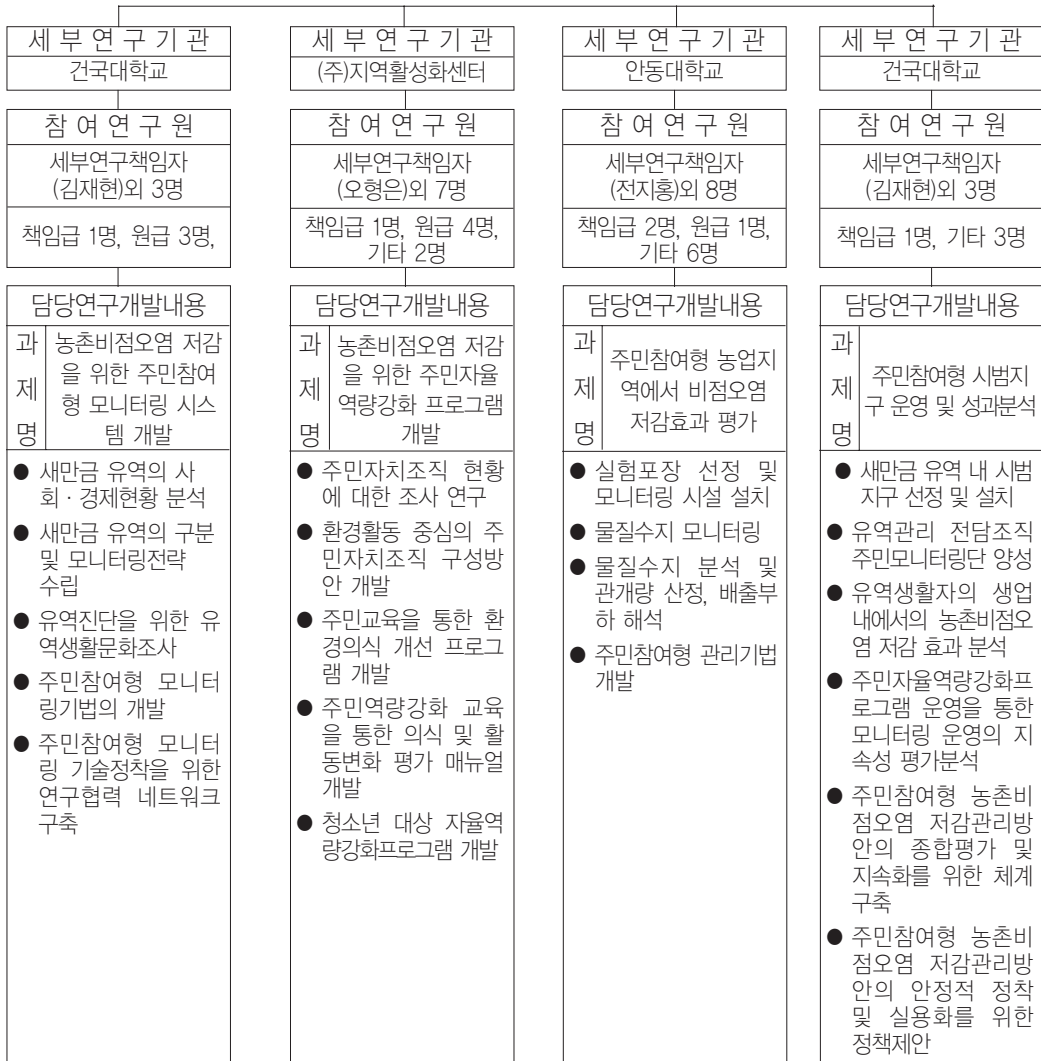 세 부 연 구 기 관
건국대학교
참 여 연 구 원
세부연구책임자
(김재현)외 3명
책임급 1명, 원급 3명,
담당연구개발내용
과
제
명
농촌비점오염 저감
을 위한 주민참여
형 모니터링 시스
템 개발
● 새만금 유역의 사
회·경제현황 분석
● 새만금 유역의 구분
및 모니터링전략
수립
● 유역진단을 위한 유
역생활문화조사
● 주민참여형 모니터
링기법의 개발
● 주민참여형 모니터
링 기술정착을 위한
연구협력 네트워크
구축
세 부 연 구 기 관
(주)지역활성화센터
참 여 연 구 원
세부연구책임자
(오형은)외 7명
책임급 1명, 원급 4명,
기타 2명
담당연구개발내용
과
제
명
농촌비점오염 저감
을 위한 주민자율
역량강화 프로그램
개발
● 주민자치조직 현황
에 대한 조사 연구
● 환경활동 중심의 주
민자치조직 구성방
안 개발
● 주민교육을 통한 환
경의식 개선 프로그
램 개발
● 주민역량강화 교육
을 통한 의식 및 활
동변화 평가 매뉴얼
개발
● 청소년 대상 자율역
량강화프로그램 개발
세 부 연 구 기 관
안동대학교
참 여 연 구 원
세부연구책임자
(전지홍)외 8명
책임급 2명, 원급 1명,
기타 6명
담당연구개발내용
과
제
명
주민참여형 농업지
역에서 비점오염
저감효과 평가
● 실험포장 선정 및
모니터링 시설 설치
● 물질수지 모니터링
● 물질수지 분석 및
관개량 산정, 배출부
하 해석
● 주민참여형 관리기법
개발
세 부 연 구 기 관
건국대학교
참 여 연 구 원
세부연구책임자
(김재현)외 3명
책임급 1명, 기타 3명
담당연구개발내용
과
제
명
주민참여형 시범지
구 운영 및 성과분석
● 새만금 유역 내 시범
지구 선정 및 설치
● 유역관리 전담조직
주민모니터링단 양성
● 유역생활자의 생업
내에서의 농촌비점오
염 저감 효과 분석
● 주민자율역량강화프
로그램 운영을 통한
모니터링 운영의 지
속성 평가분석
● 주민참여형 농촌비
점오염 저감관리방
안의 종합평가 및
지속화를 위한 체계
구축
● 주민참여형 농촌비
점오염 저감관리방
안의 안정적 정착
및 실용화를 위한
정책제안